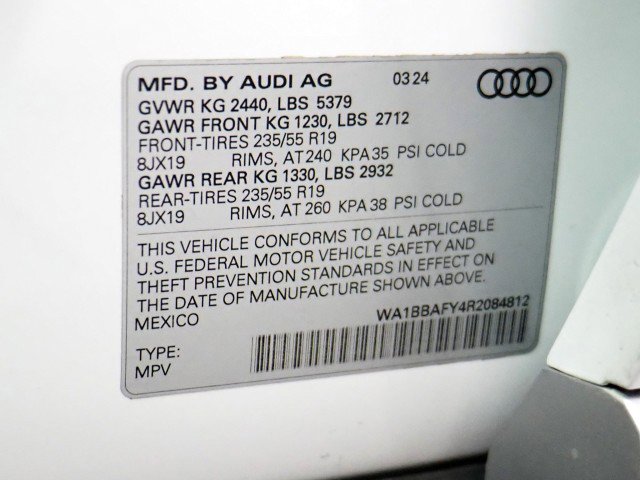 MFD. BY AUDI AG 03 24
GVWR KG 2440, LBS 5379
GAWR FRONT KG 1230, LBS 2712
FRONT-TIRES 235/55 R19
8JX19 RIMS, AT 240 KPA 35 PSI COLD
GAWR REAR KG 1330, LBS 2932
REAR-TIRES 235/55 R19
8JX19 RIMS, AT 260 KPA 38 PSI COLD
THIS VEHICLE CONFORMS TO ALL APPLICABLE
U.S. FEDERAL MOTOR VEHICLE SAFETY AND
THEFT PREVENTION STANDARDS IN EFFECT ON
THE DATE OF MANUFACTURE SHOWN ABOVE.
MEXICO
WA1BBAFY4R2084812
TYPE:
MPV